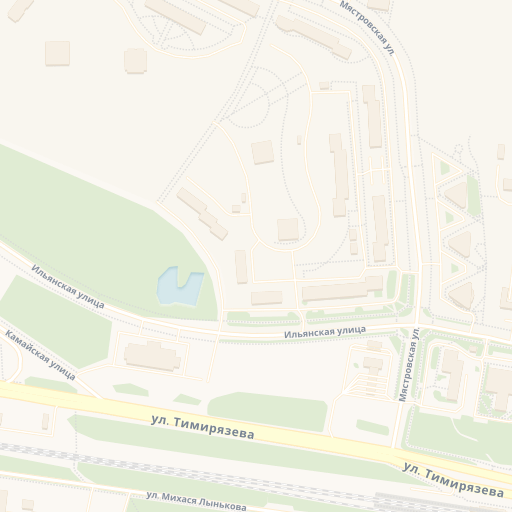 Мястровская ул.
Ильянская улица
Ильянская улица
Камайская улица
Мястровская ул.
ул. Тимирязева
ул. Тимирязева
ул. Михася Лынькова